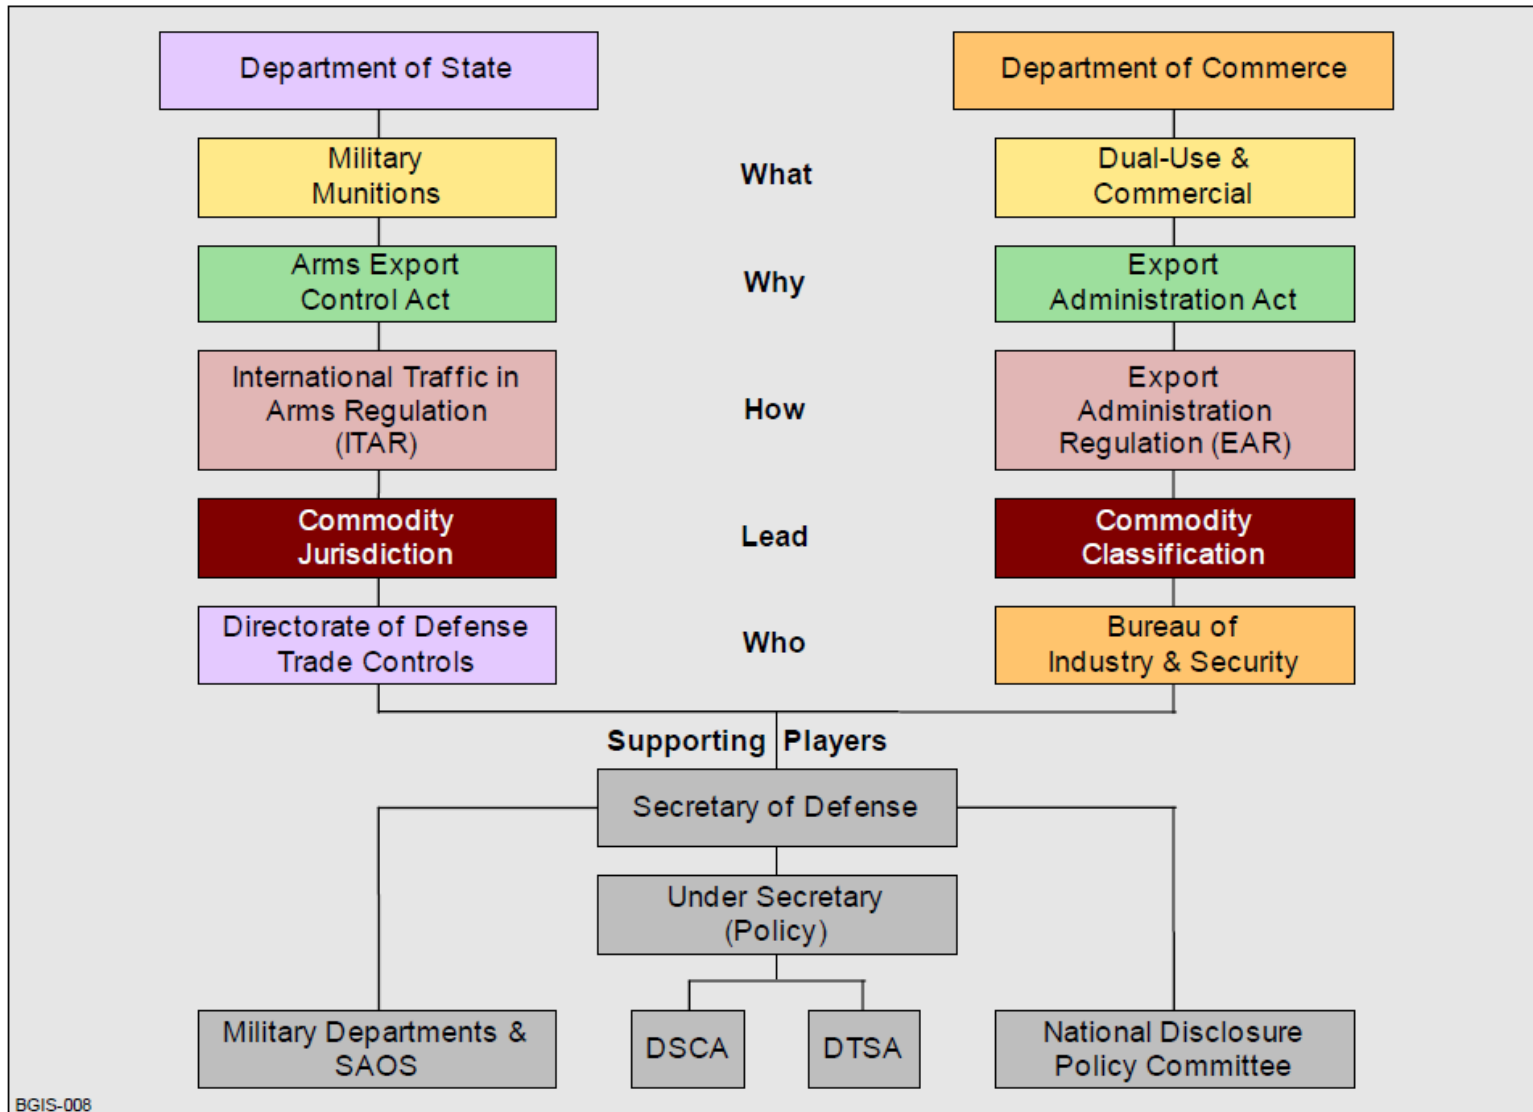 Department of State
Department of Commerce
Military
Munitions
What
Dual-Use &
Commercial
Arms Export
Control Act
Why
Export
Administration Act
International Traffic in
Arms Regulation
(ITAR)
How
Export
Administration
Regulation (EAR)
Commodity
Jurisdiction
Lead
Commodity
Classification
Directorate of Defense
Trade Controls
Who
Bureau of
Industry & Security
Supporting Players
Secretary of Defense
Under Secretary
(Policy)
Military Departments &
SAOS
DSCA
DTSA
National Disclosure
Policy Committee
BGIS-008